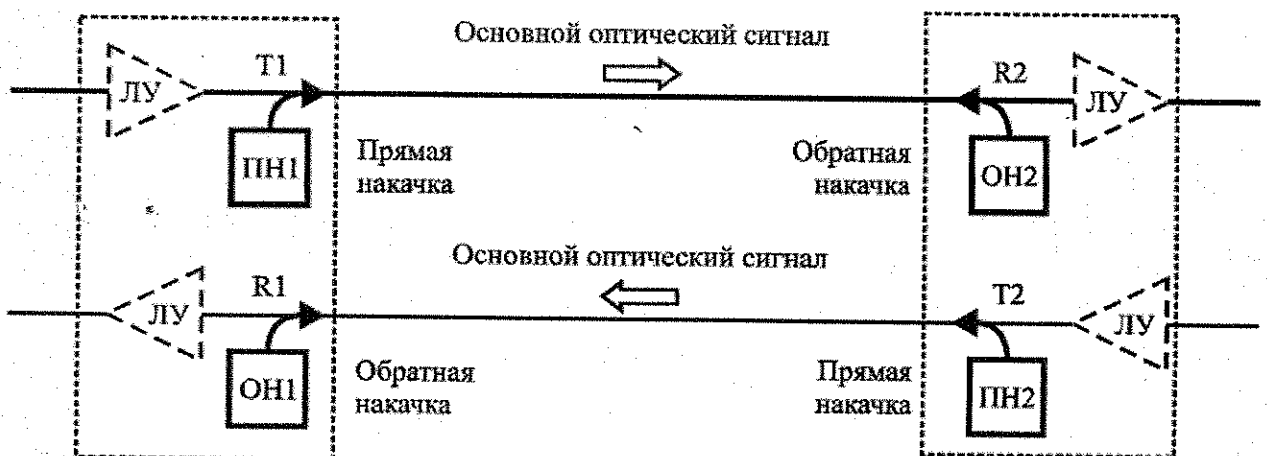 Основной оптический сигнал
ЛУ
T1
R2
ЛУ
ПН1
Прямая
накачка
Обратная
накачка
ОН2
Основной оптический сигнал
ЛУ
R1
T2
ЛУ
ОН1
Обратная
накачка
Прямая
накачка
ПН2